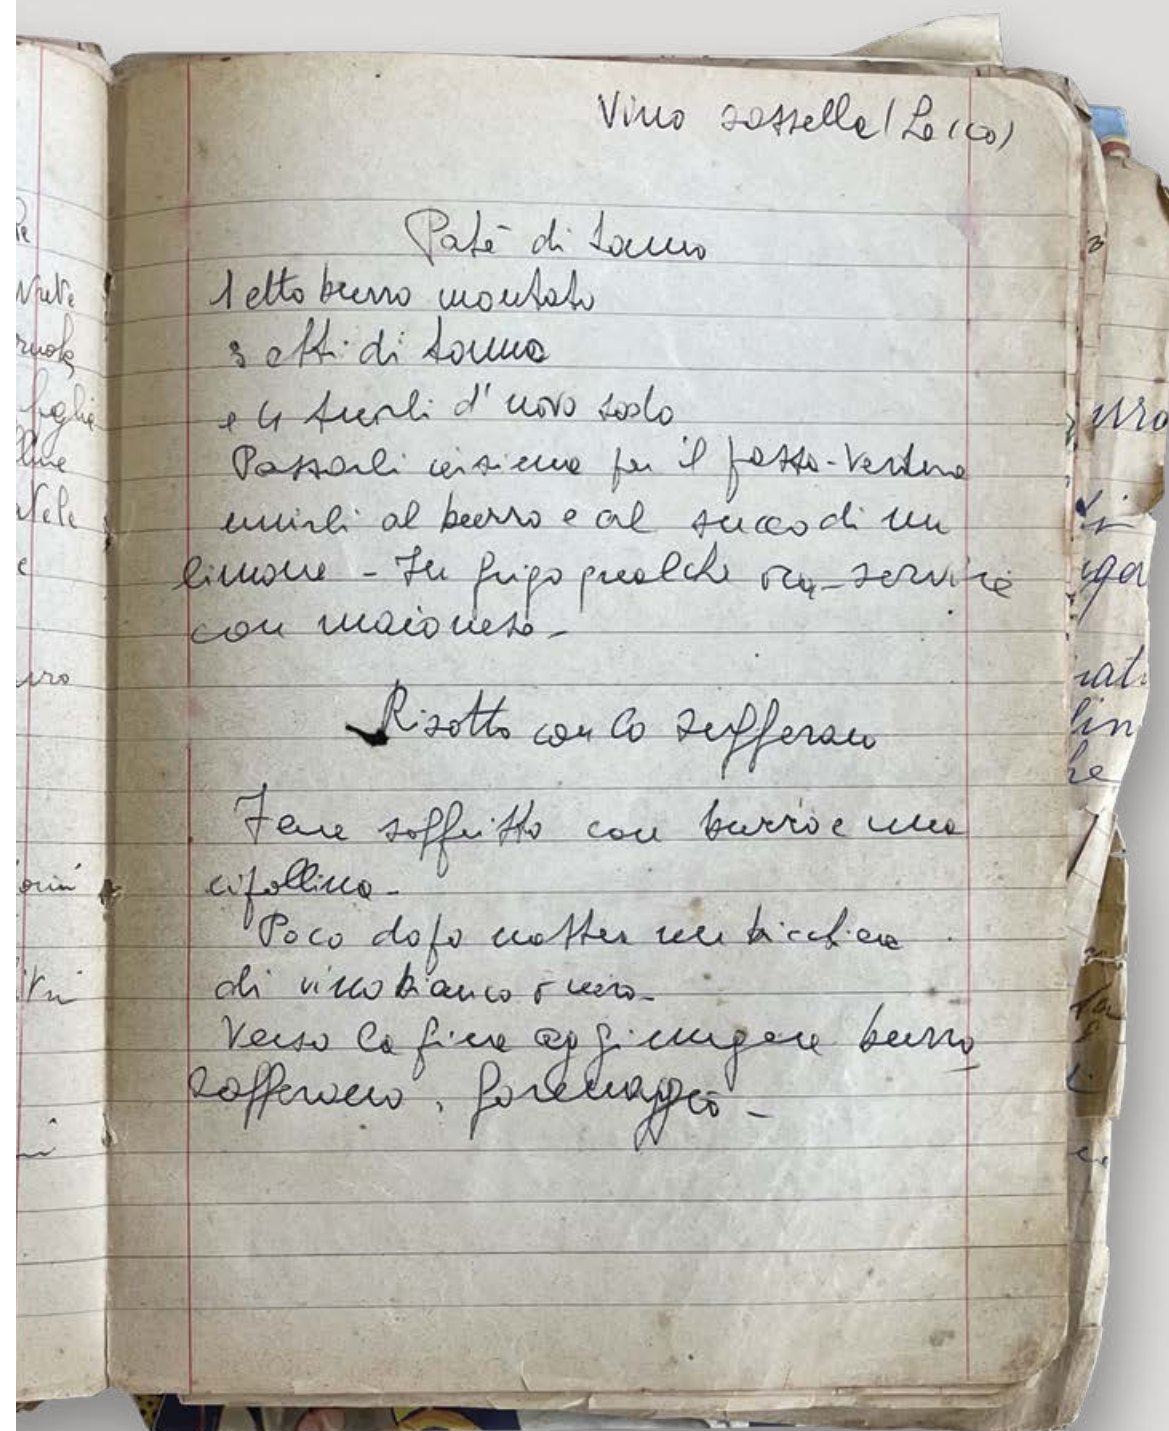 Vino sassella (Lecco)
Patè di tonno
1 etto burro montato
3 etti di tonno
e 4 tuorli d'uovo sodo
Passarli insieme per il passa-verdura
unirli al burro e al succo di un
limone - In frigo qualche ora - servire
con maionese -
Risotto con lo zafferano
Fare soffritto con burro e una
cipollina -
Poco dopo mettere un bicchiere
di vino bianco o nero -
Verso la fine aggiungere burro
zafferano, formaggio -